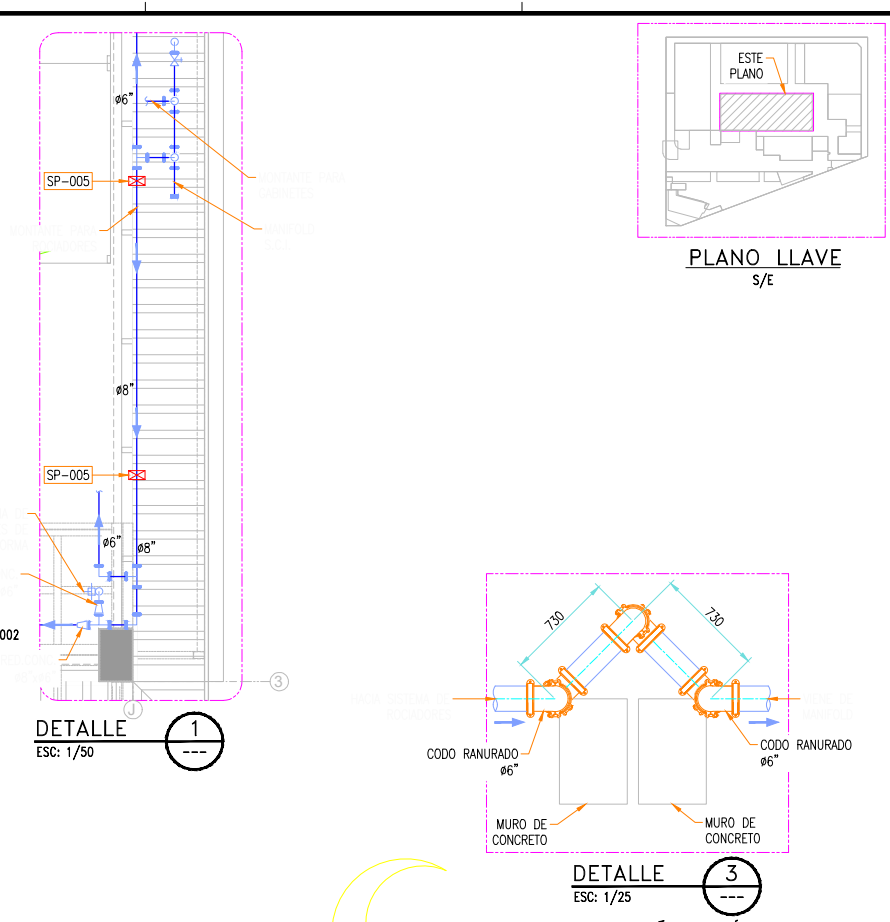 ø6"
SP-005
ø8"
SP-005
ø6"
ø8"
002
3
J
DETALLE
ESC: 1/50
1
---
ESTE
PLANO
PLANO LLAVE
S/E
730
730
CODO RANURADO
ø6"
CODO RANURADO
ø6"
MURO DE
CONCRETO
MURO DE
CONCRETO
DETALLE
ESC: 1/25
3
---